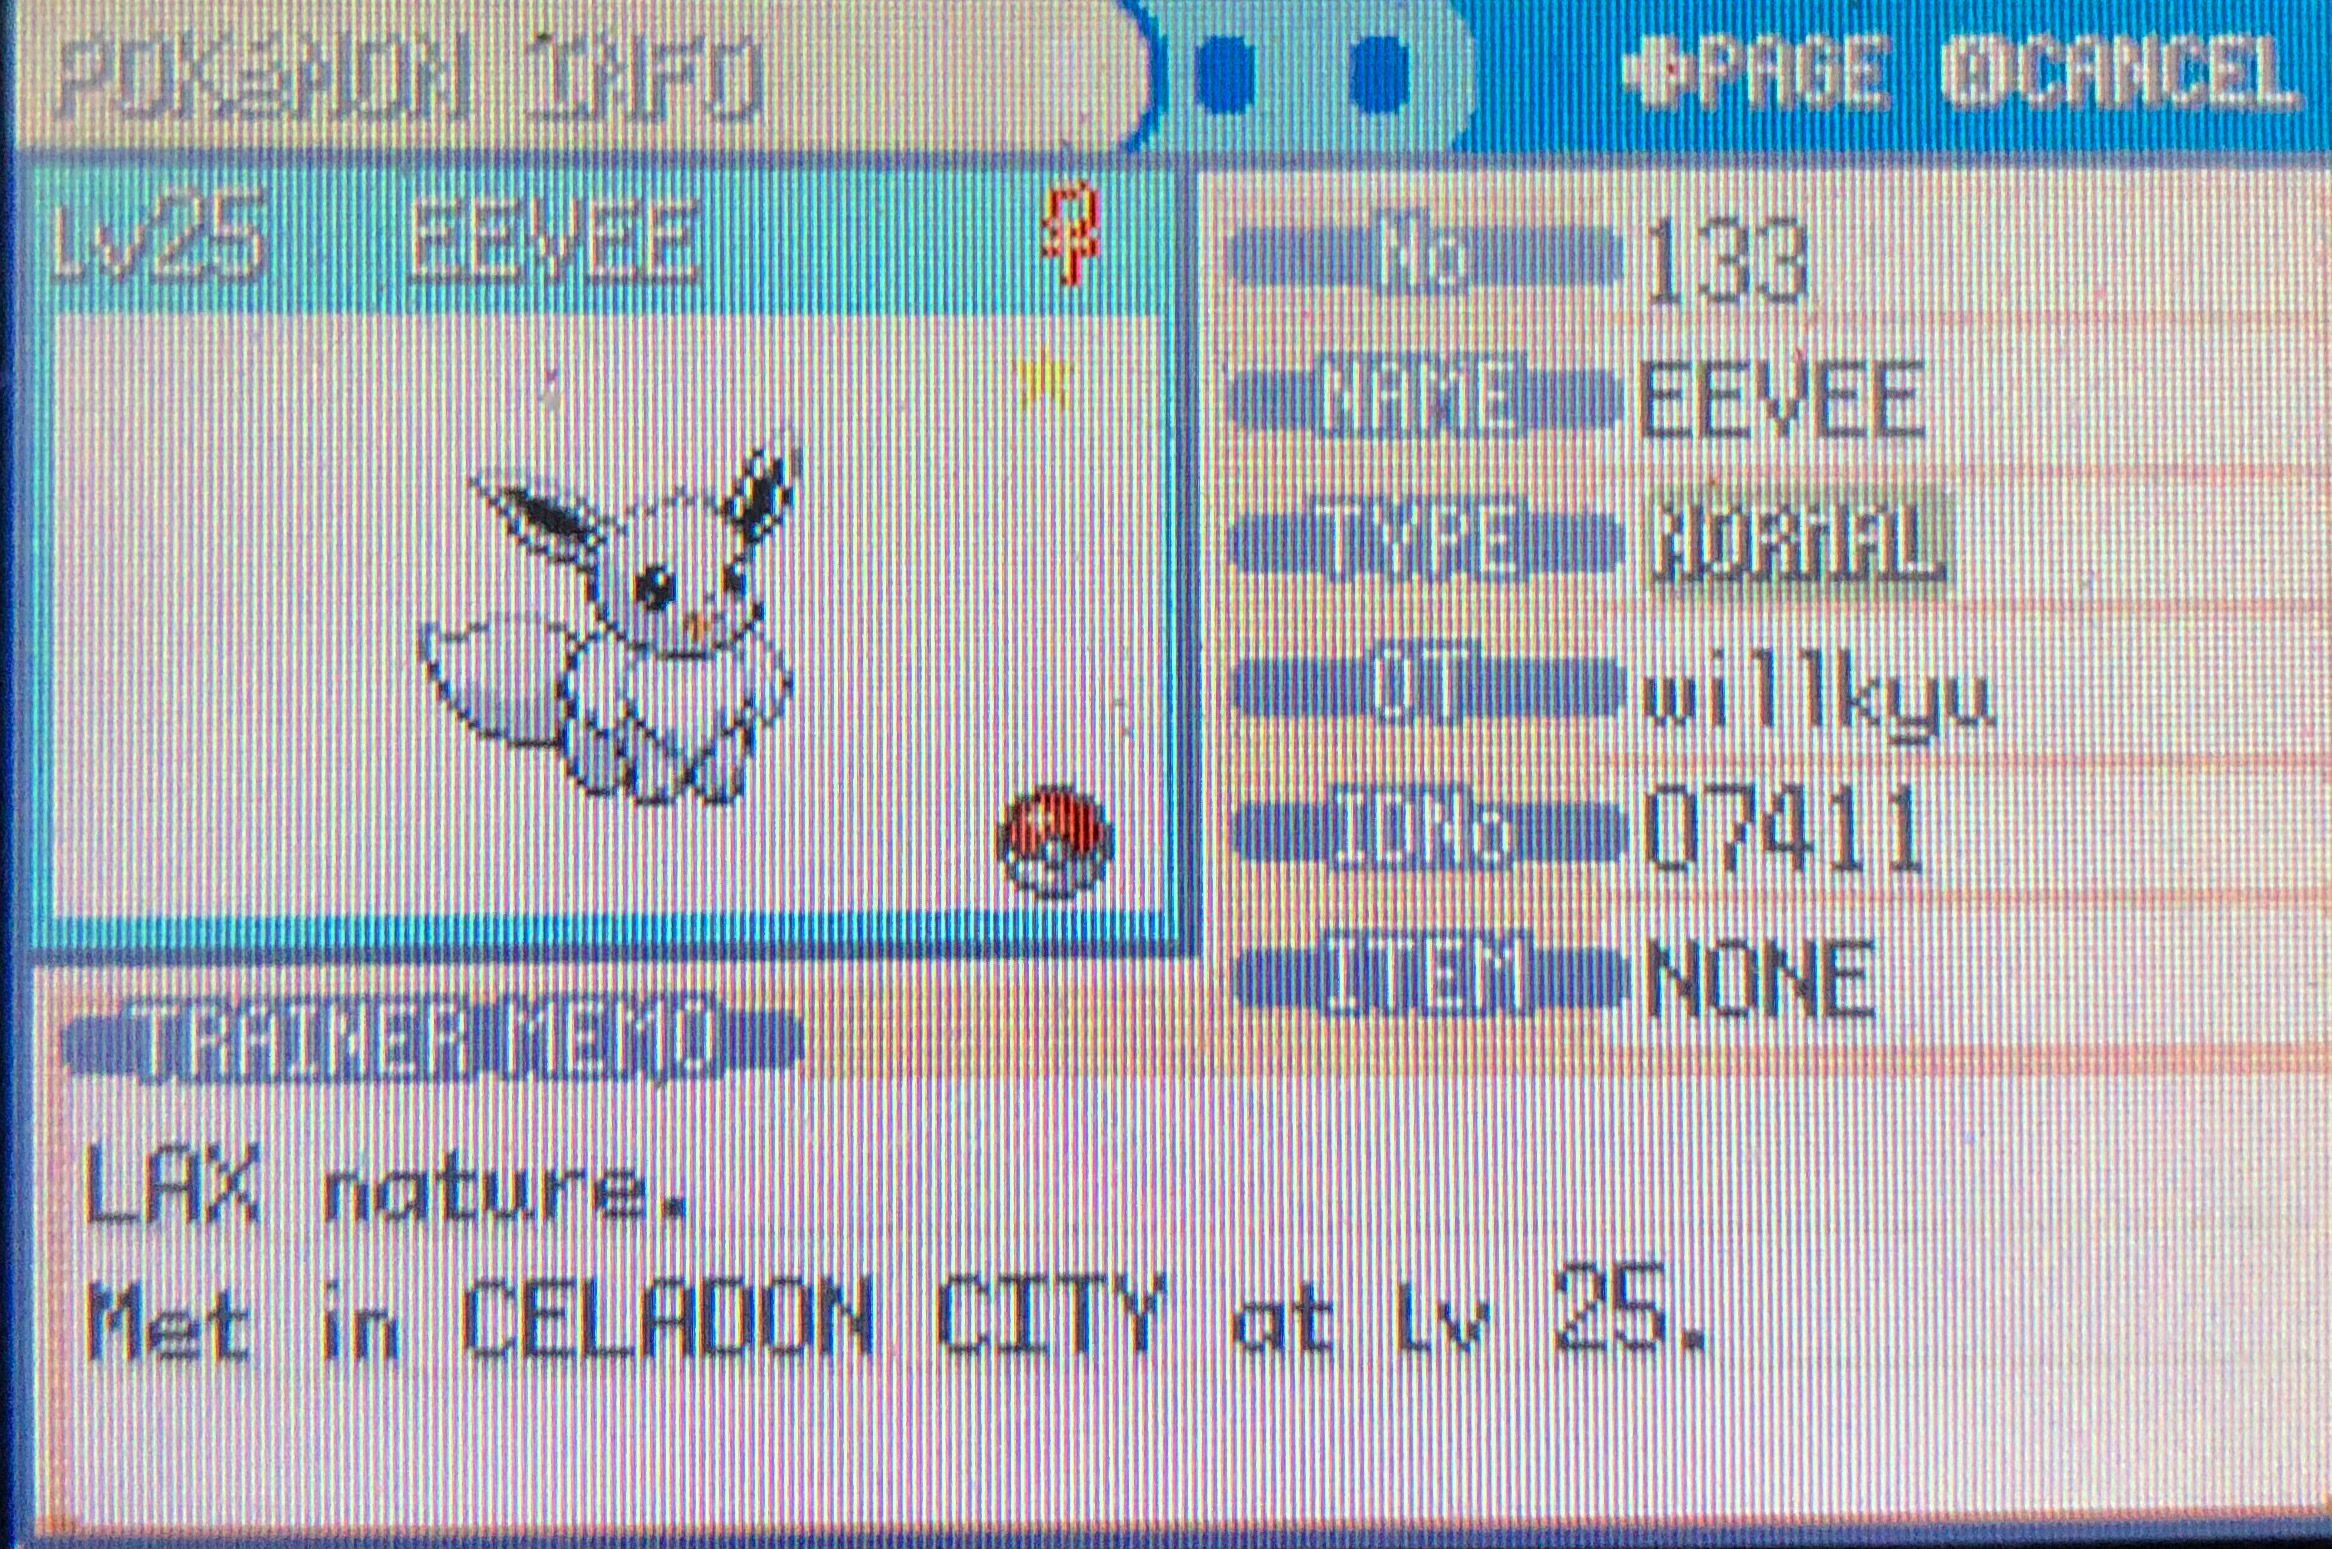 POKéMON INFO
PAGE CANCEL
Lv25 EEVEE ♀
No 133
NAME EEVEE
TYPE NORMAL
OT willkyu
IDNo 07411
ITEM NONE
TRAINER MEMO
LAX nature.
Met in CELADON CITY at Lv 25.